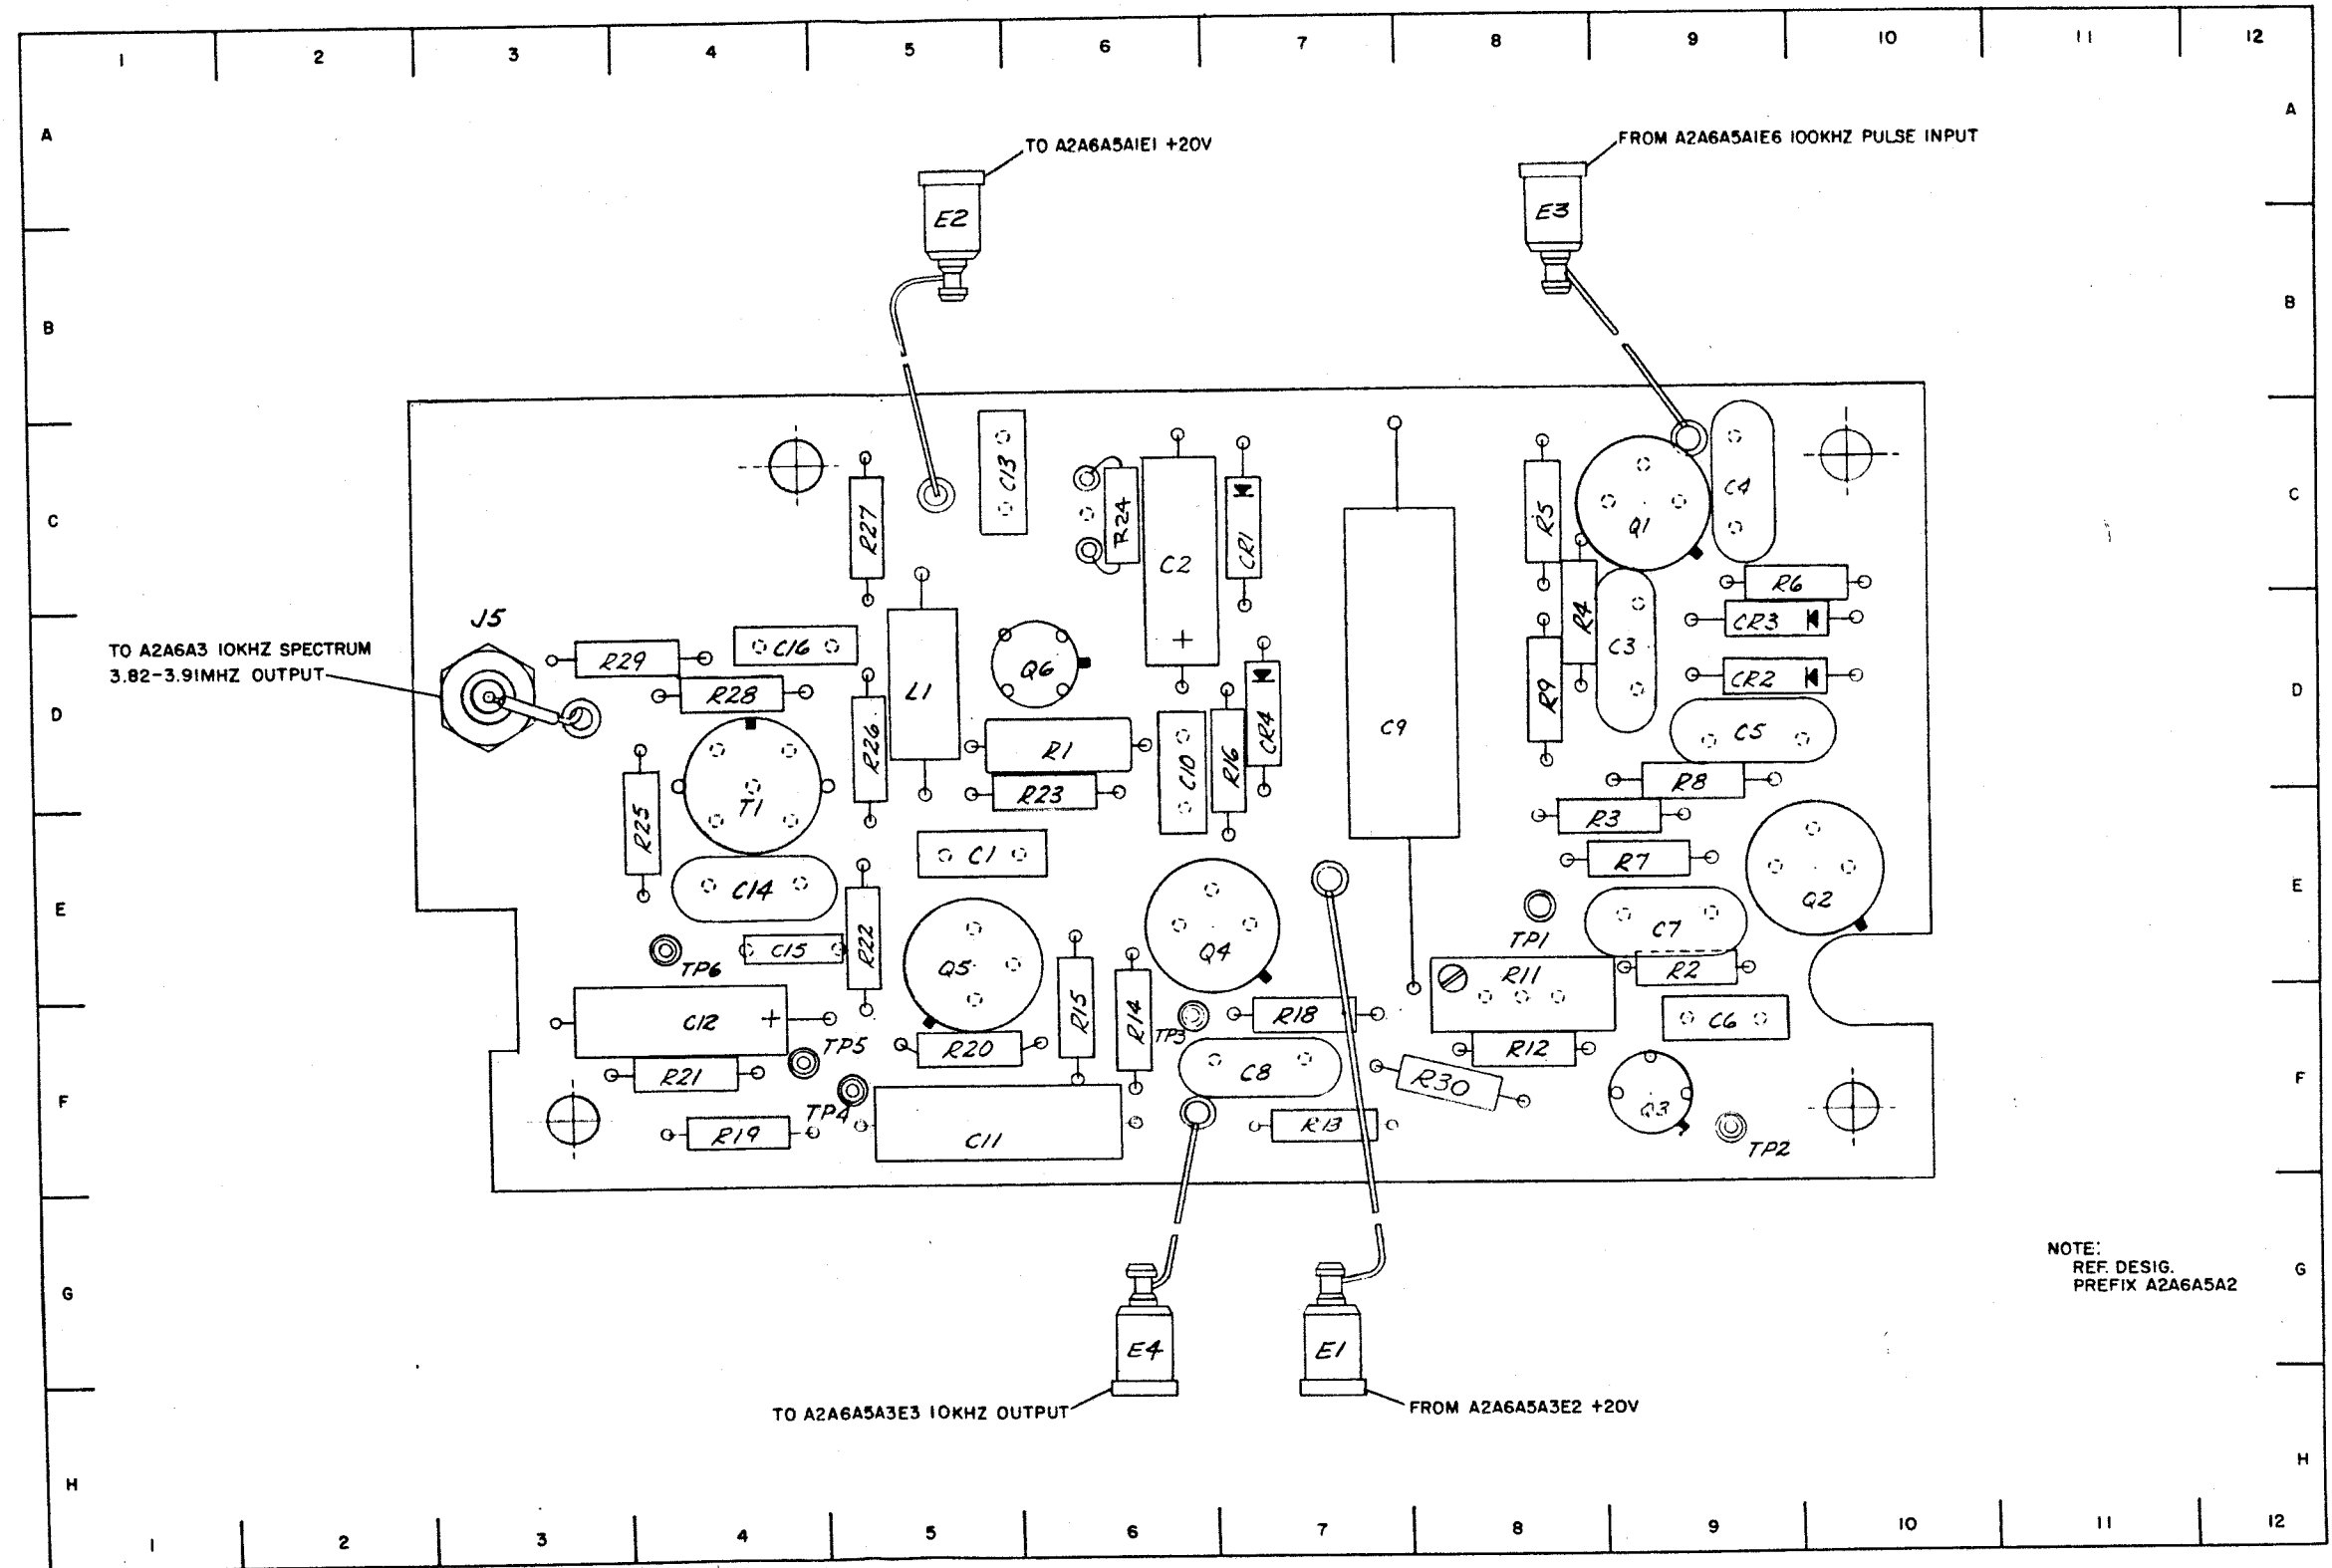 1 2 3 4 5 6 7 8 9 10 11 12
A A
TO A2A6A5A1E1 +20V
FROM A2A6A5A1E6 100KHZ PULSE INPUT
E2
E3
B B
C C
C13
R24
C2
CR1
R27
R5
Q1
C4
R6
R4
C3
CR3
J5
TO A2A6A3 10KHZ SPECTRUM
3.82-3.91MHZ OUTPUT
R29
C16
Q6
+
R28
L1
R9
CR2
D D
R26
R1
C10
R16
CR4
C9
C5
R8
R23
T1
R25
R3
C1
R7
C14
E E
Q2
R22
C15
Q5
Q4
TP1
C7
TP6
R2
R11
C12 +
R15
R14
TP3
R18
C6
TP5
R20
R12
R21
C8
R30
F F
TP4
R19
C11
R13
Q3
TP2
NOTE:
REF. DESIG.
PREFIX A2A6A5A2
G G
E4
E1
TO A2A6A5A3E3 10KHZ OUTPUT
FROM A2A6A5A3E2 +20V
H H
1 2 3 4 5 6 7 8 9 10 11 12